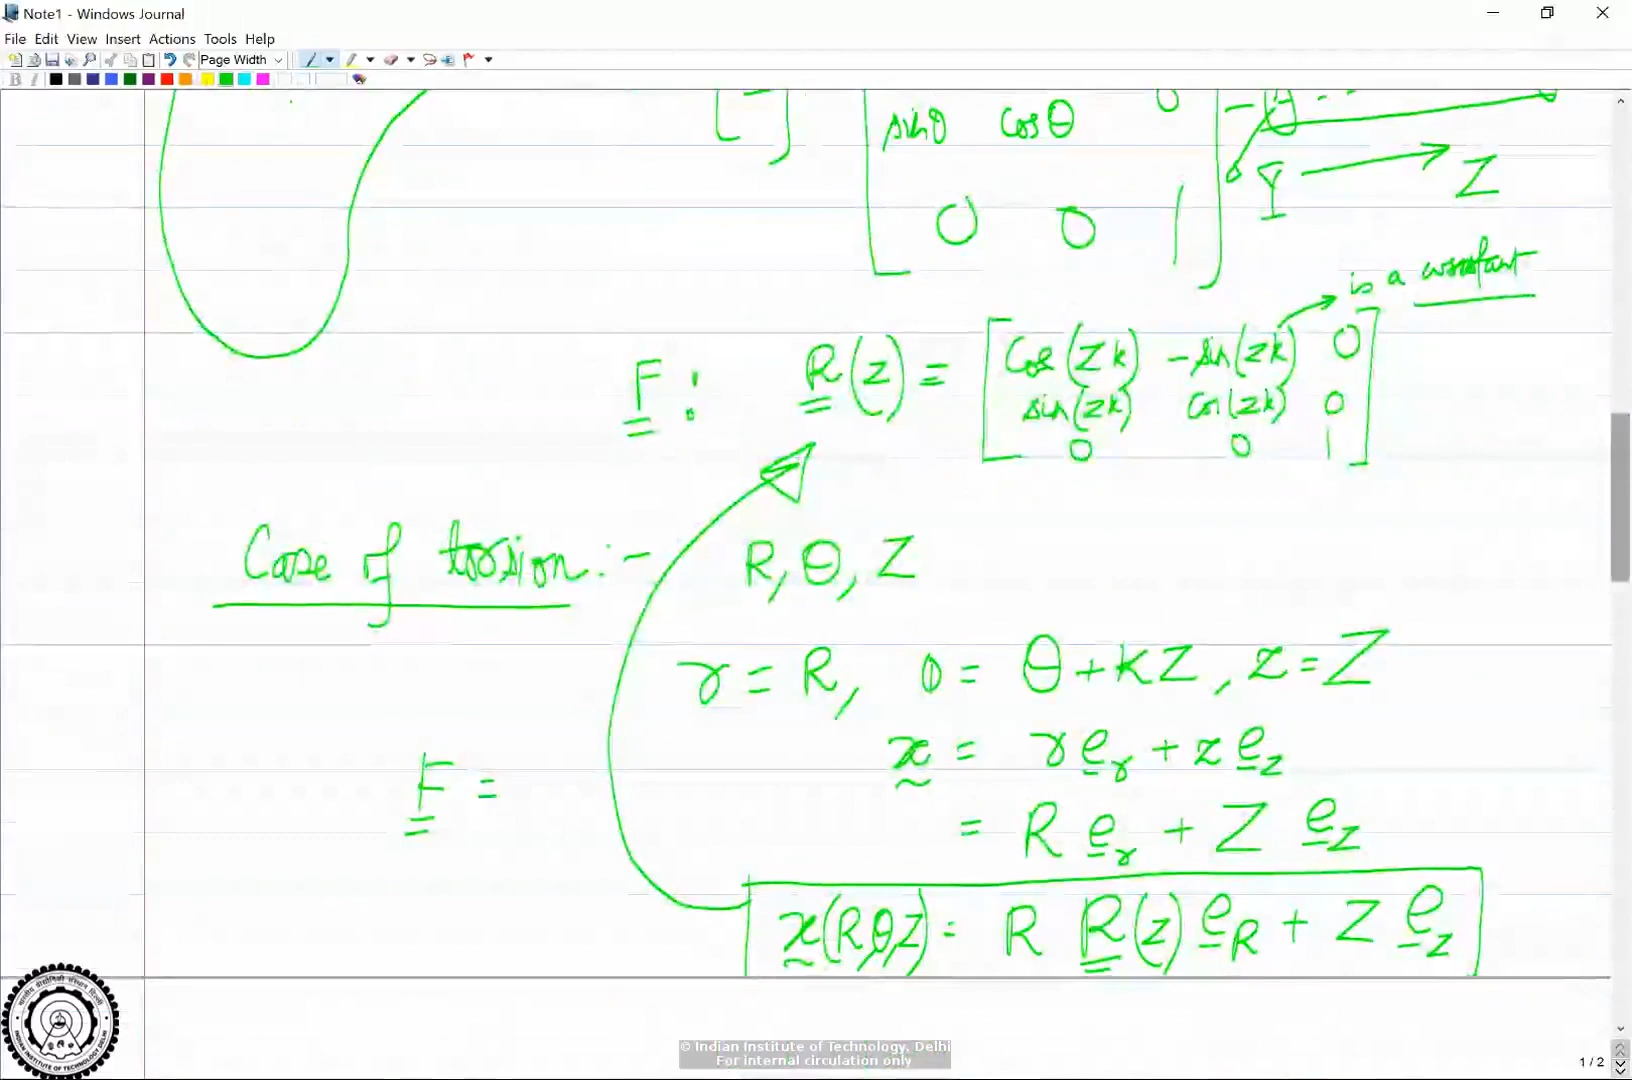 Note1 - Windows Journal
File Edit View Insert Actions Tools Help
Page Width
B I
sinθ cosθ 0
0 0 1
Z
is a constant
F : R(z) = [cos(Zk) -sin(Zk) 0
sin(Zk) cos(Zk) 0
0 0 1]
Case of torsion :- R, Θ, Z
r = R, θ = Θ + kZ, z = Z
x = r e_r + z e_z
F =
= R e_r + Z e_z
x(R,Θ,Z) = R R(z) e_R + Z e_z
© Indian Institute of Technology, Delhi
For internal circulation only
1 / 2